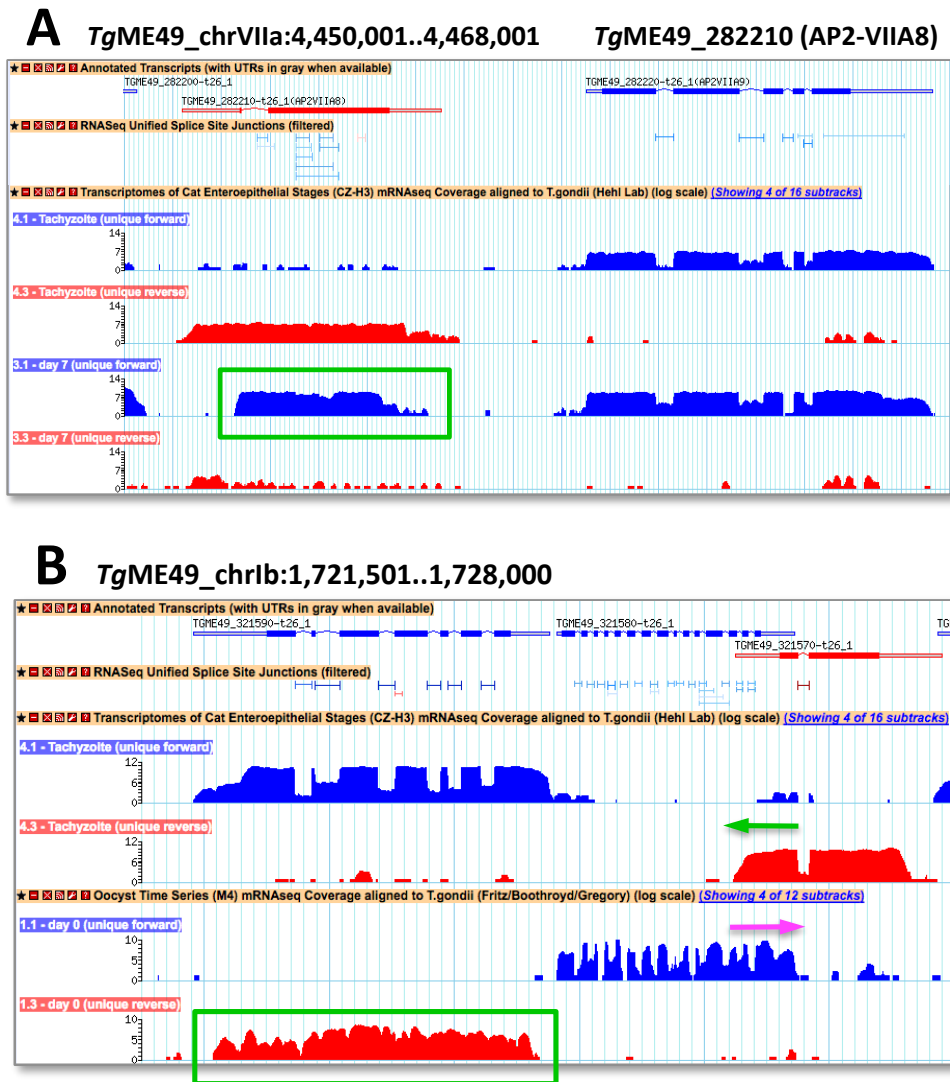 A TgME49_chrVIIa:4,450,001..4,468,001 TgME49_282210 (AP2-VIIA8)
Annotated Transcripts (with UTRs in gray when available)
TGME49_282200-t26_1 TGME49_282220-t26_1(AP2VIIA9)
TGME49_282210-t26_1(AP2VIIA8)
RNASeq Unified Splice Site Junctions (filtered)
Transcriptomes of Cat Enteroepithelial Stages (CZ-H3) mRNAseq Coverage aligned to T.gondii (Hehl Lab) (log scale) (Showing 4 of 16 subtracks)
4.1 - Tachyzoite (unique forward)
14
7
0
4.3 - Tachyzoite (unique reverse)
14
7
0
3.1 - day 7 (unique forward)
14
7
0
3.3 - day 7 (unique reverse)
14
7
0
B TgME49_chrIb:1,721,501..1,728,000
Annotated Transcripts (with UTRs in gray when available)
TGME49_321590-t26_1 TGME49_321580-t26_1 TG
TGME49_321570-t26_1
RNASeq Unified Splice Site Junctions (filtered)
Transcriptomes of Cat Enteroepithelial Stages (CZ-H3) mRNAseq Coverage aligned to T.gondii (Hehl Lab) (log scale) (Showing 4 of 16 subtracks)
4.1 - Tachyzoite (unique forward)
12
6
0
4.3 - Tachyzoite (unique reverse)
12
6
0
Oocyst Time Series (M4) mRNAseq Coverage aligned to T.gondii (Fritz/Boothroyd/Gregory) (log scale) (Showing 4 of 12 subtracks)
1.1 - day 0 (unique forward)
10
5
0
1.3 - day 0 (unique reverse)
10
5
0